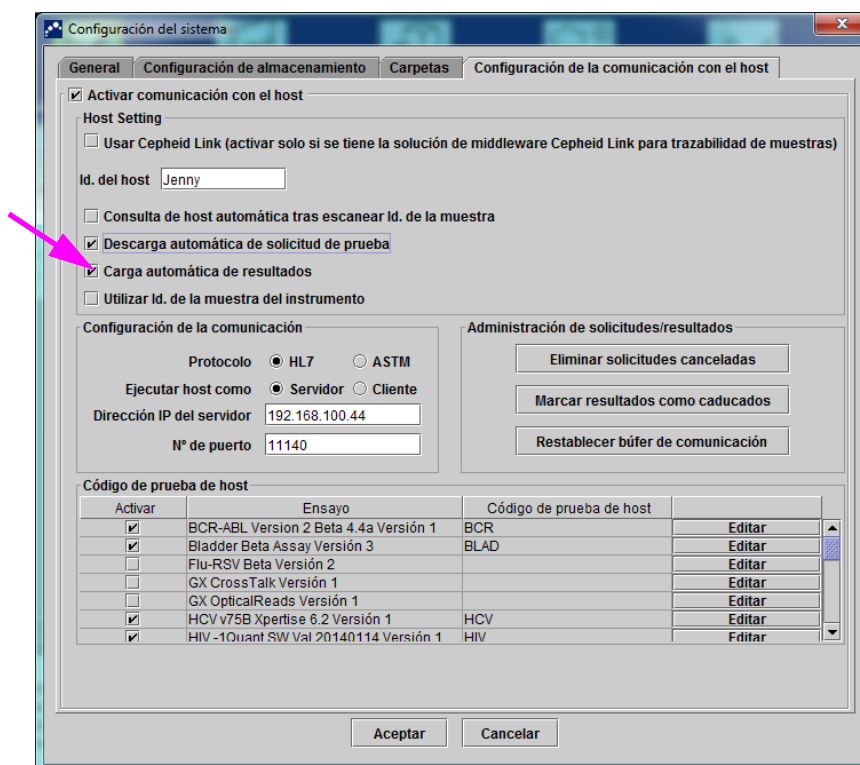 Configuración del sistema
General Configuración de almacenamiento Carpetas Configuración de la comunicación con el host
Activar comunicación con el host
Host Setting
Usar Cepheid Link (activar solo si se tiene la solución de middleware Cepheid Link para trazabilidad de muestras)
Id. del host Jenny
Consulta de host automática tras escanear Id. de la muestra
Descarga automática de solicitud de prueba
Carga automática de resultados
Utilizar Id. de la muestra del instrumento
Configuración de la comunicación
Protocolo HL7 ASTM
Ejecutar host como Servidor Cliente
Dirección IP del servidor 192.168.100.44
Nº de puerto 11140
Administración de solicitudes/resultados
Eliminar solicitudes canceladas
Marcar resultados como caducados
Restablecer búfer de comunicación
Código de prueba de host
Activar Ensayo Código de prueba de host
BCR-ABL Version 2 Beta 4.4a Versión 1 BCR Editar
Bladder Beta Assay Versión 3 BLAD Editar
Flu-RSV Beta Versión 2 Editar
GX CrossTalk Versión 1 Editar
GX OpticalReads Versión 1 Editar
HCV v75B Xpertise 6.2 Versión 1 HCV Editar
HIV -1Quant SW Val 20140114 Versión 1 HIV Editar
Aceptar Cancelar